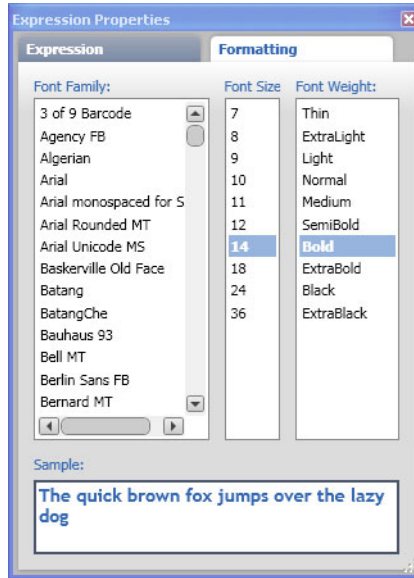 Expression Properties
Expression Formatting
Font Family: Font Size Font Weight:
3 of 9 Barcode 7 Thin
Agency FB 8 ExtraLight
Algerian 9 Light
Arial 10 Normal
Arial monospaced for S 11 Medium
Arial Rounded MT 12 SemiBold
Arial Unicode MS 14 Bold
Baskerville Old Face 18 ExtraBold
Batang 24 Black
BatangChe 36 ExtraBlack
Bauhaus 93
Bell MT
Berlin Sans FB
Bernard MT
Sample:
The quick brown fox jumps over the lazy
dog